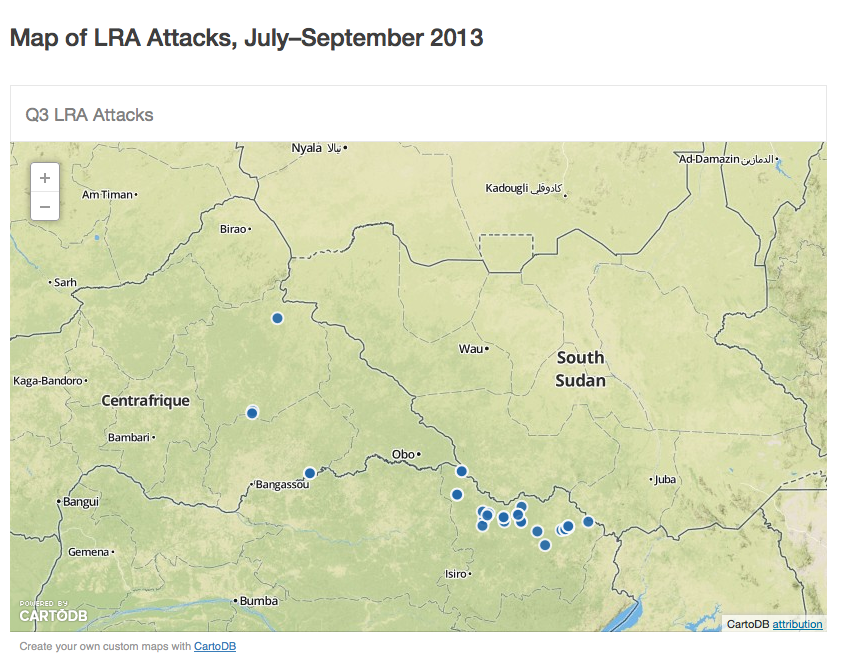 Map of LRA Attacks, July–September 2013
Q3 LRA Attacks
+
−
Nyala نيالا
Ad-Damazin الدمازين
Am Timan
Kadougli كادوقلي
Birao
Sarh
Wau
South
Sudan
Kaga-Bandoro
Centrafrique
Bambari
Obo
Bangassou
Juba
Bangui
Gemena
Isiro
Bumba
POWERED BY
CARTODB
CartoDB attribution
Create your own custom maps with CartoDB